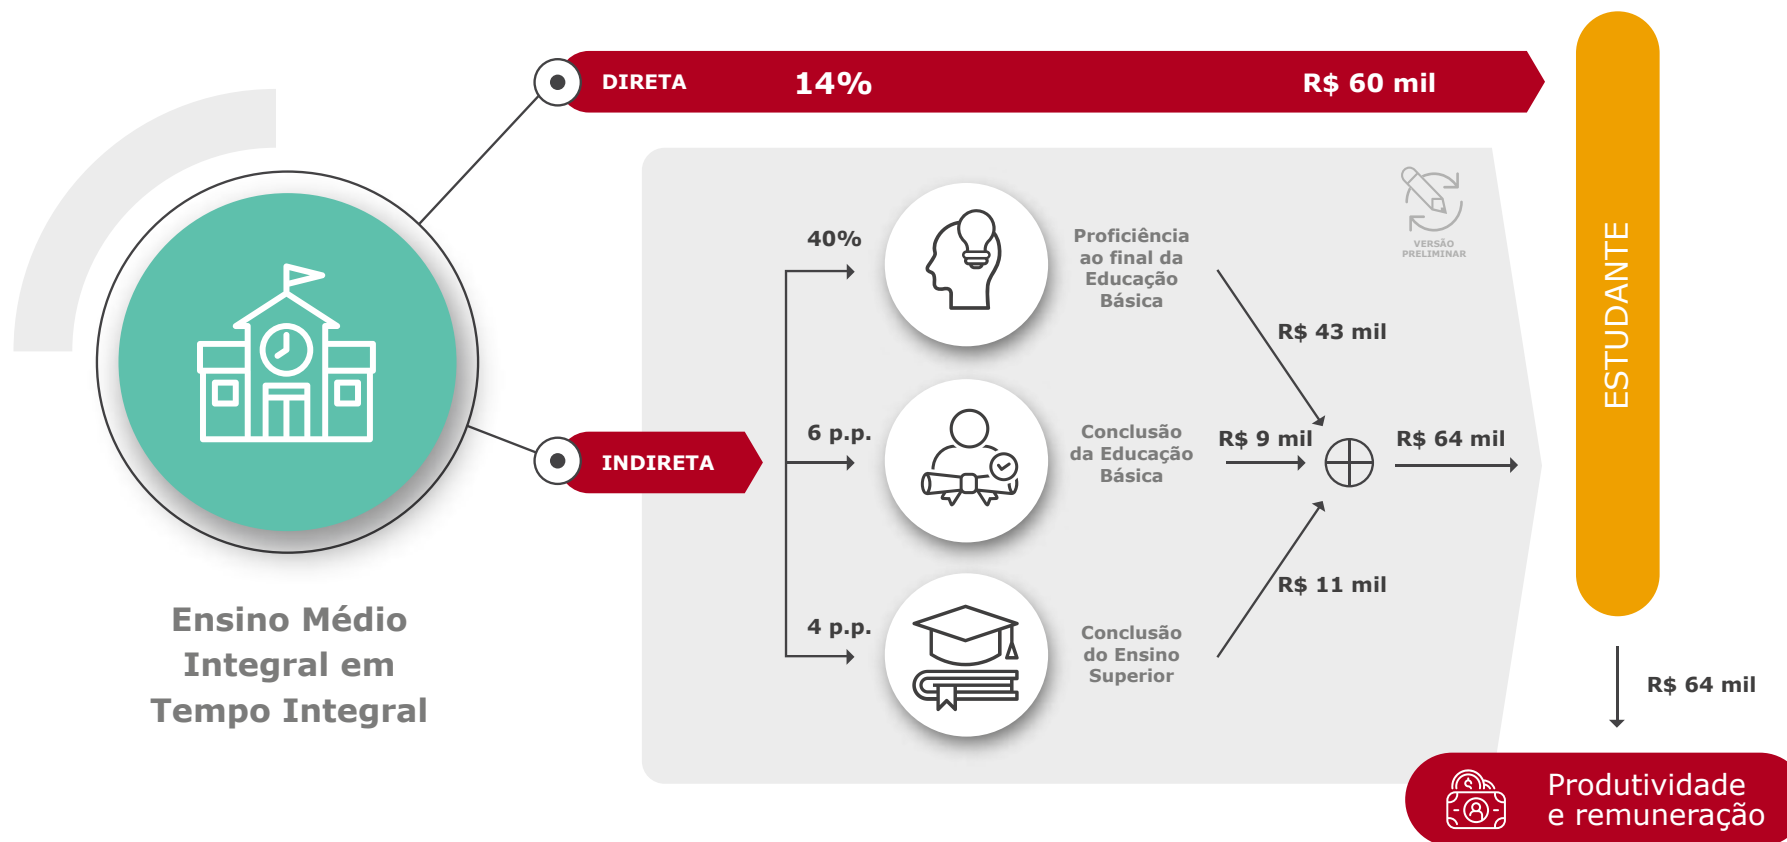 DIRETA
14%
R$ 60 mil
VERSÃO
PRELIMINAR
40%
Proficiência
ao final da
Educação
Básica
R$ 43 mil
ESTUDANTE
INDIRETA
6 p.p.
Conclusão
da Educação
Básica
R$ 9 mil
R$ 64 mil
4 p.p.
Conclusão
do Ensino
Superior
R$ 11 mil
Ensino Médio
Integral em
Tempo Integral
R$ 64 mil
Produtividade
e remuneração